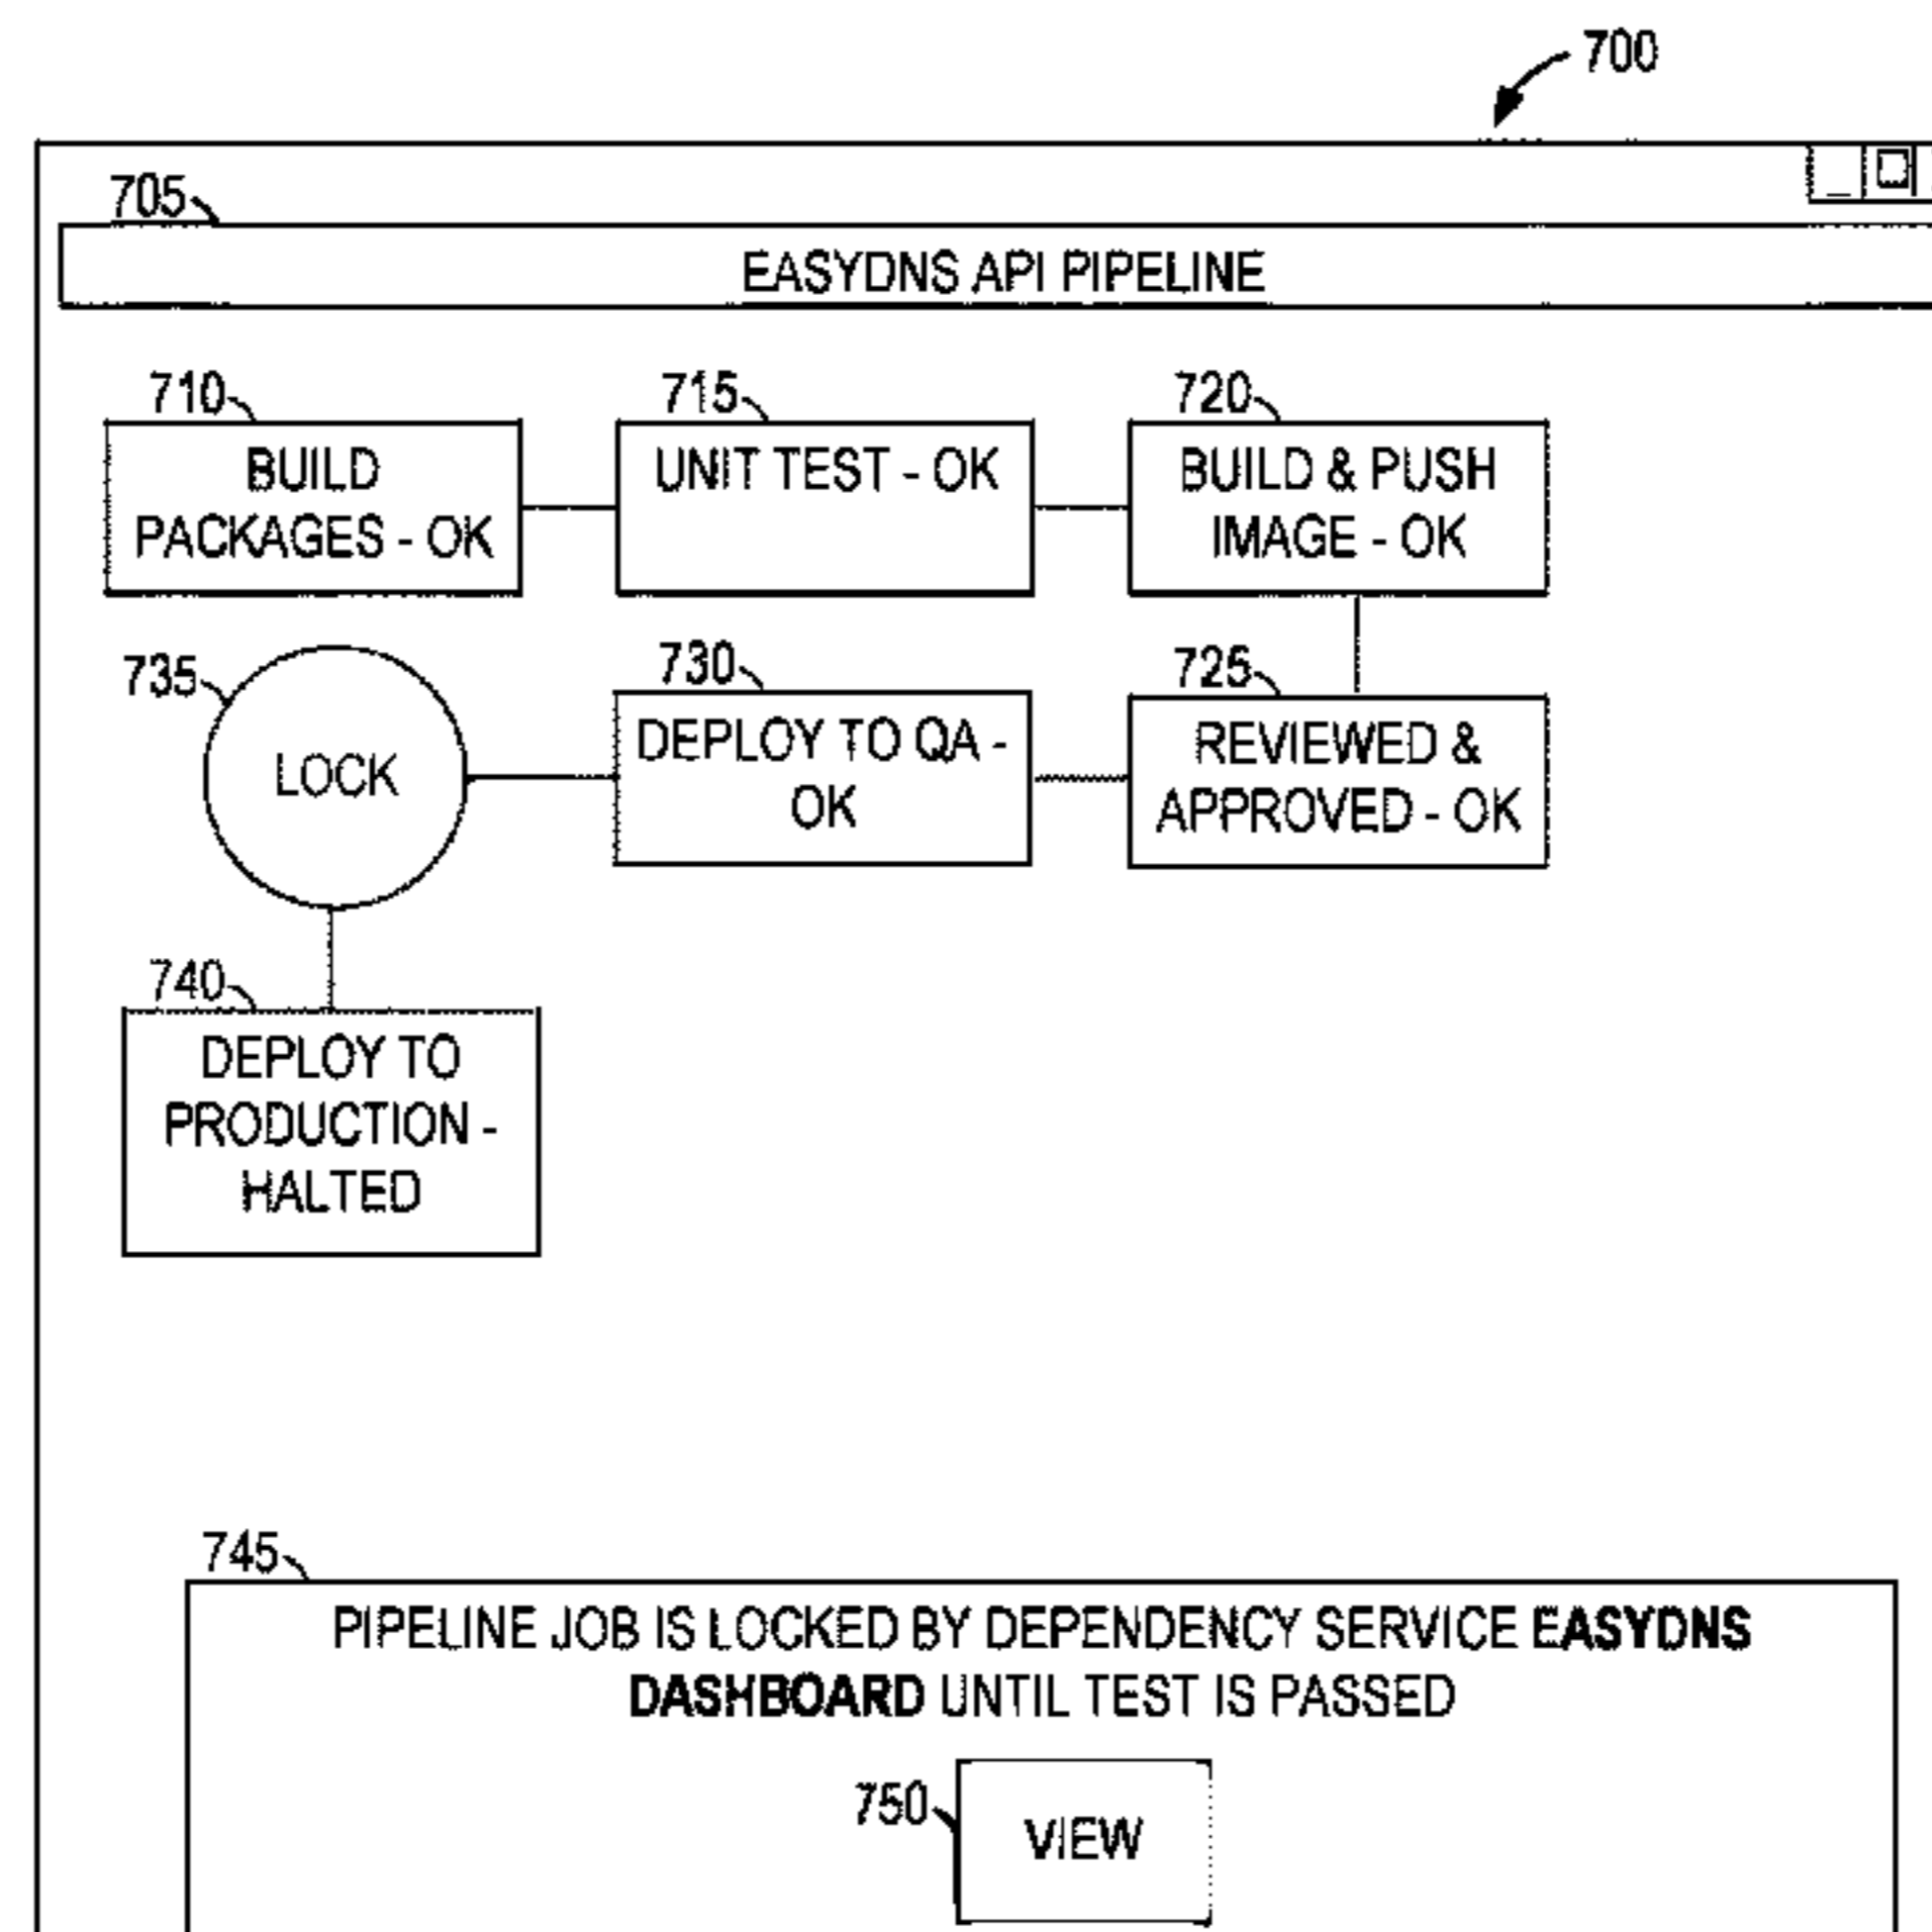 700
705
EASYDNS API PIPELINE
710
715
720
BUILD
PACKAGES - OK
UNIT TEST - OK
BUILD & PUSH
IMAGE - OK
735
730
725
LOCK
DEPLOY TO QA -
OK
REVIEWED &
APPROVED - OK
740
DEPLOY TO
PRODUCTION -
HALTED
745
PIPELINE JOB IS LOCKED BY DEPENDENCY SERVICE EASYDNS
DASHBOARD UNTIL TEST IS PASSED
750
VIEW